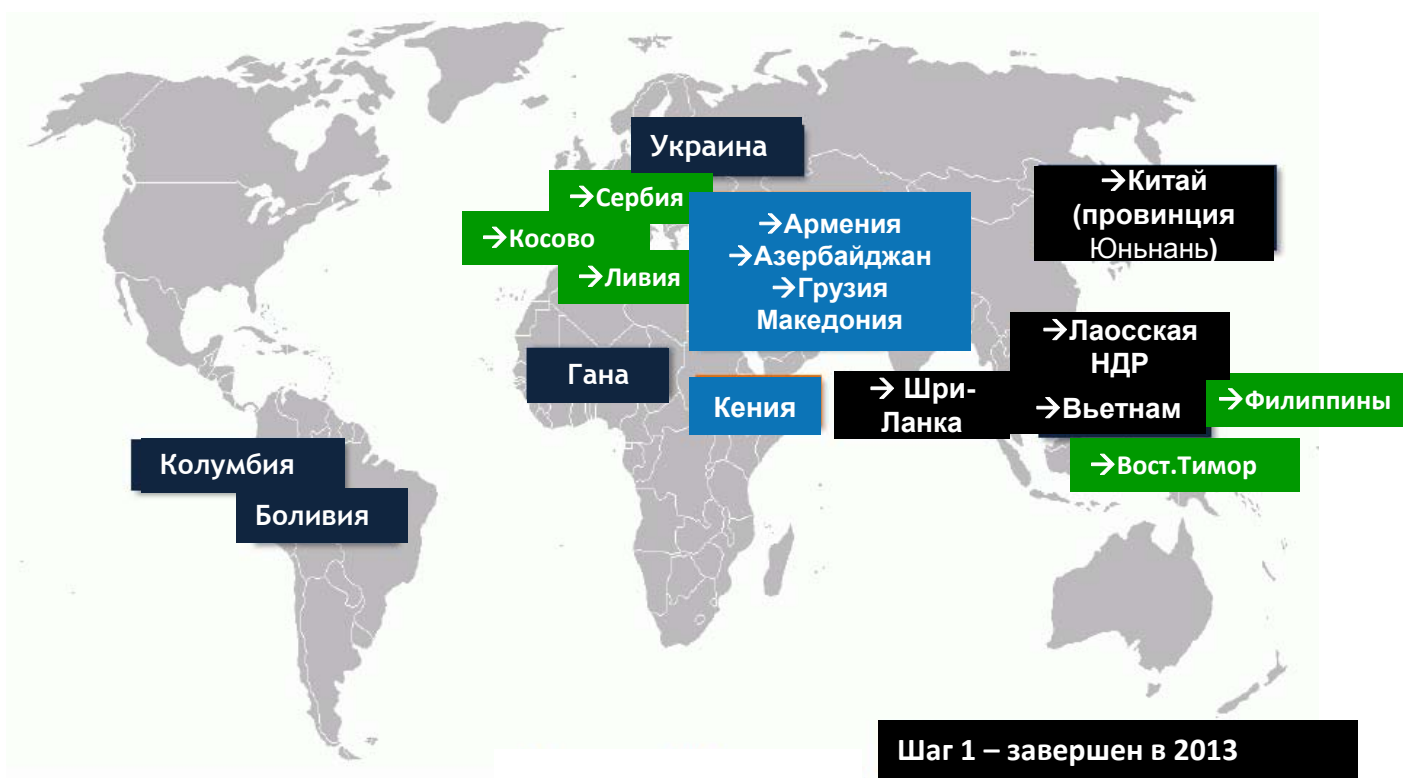 Украина
→Сербия
→Косово
→Ливия
→Армения
→Азербайджан
→Грузия
Македония
→Китай
(провинция
Юньнань)
→Лаосская
НДР
Гана
Кения
→ Шри-
Ланка
→Вьетнам
→Филиппины
→Вост.Тимор
Колумбия
Боливия
Шаг 1 – завершен в 2013